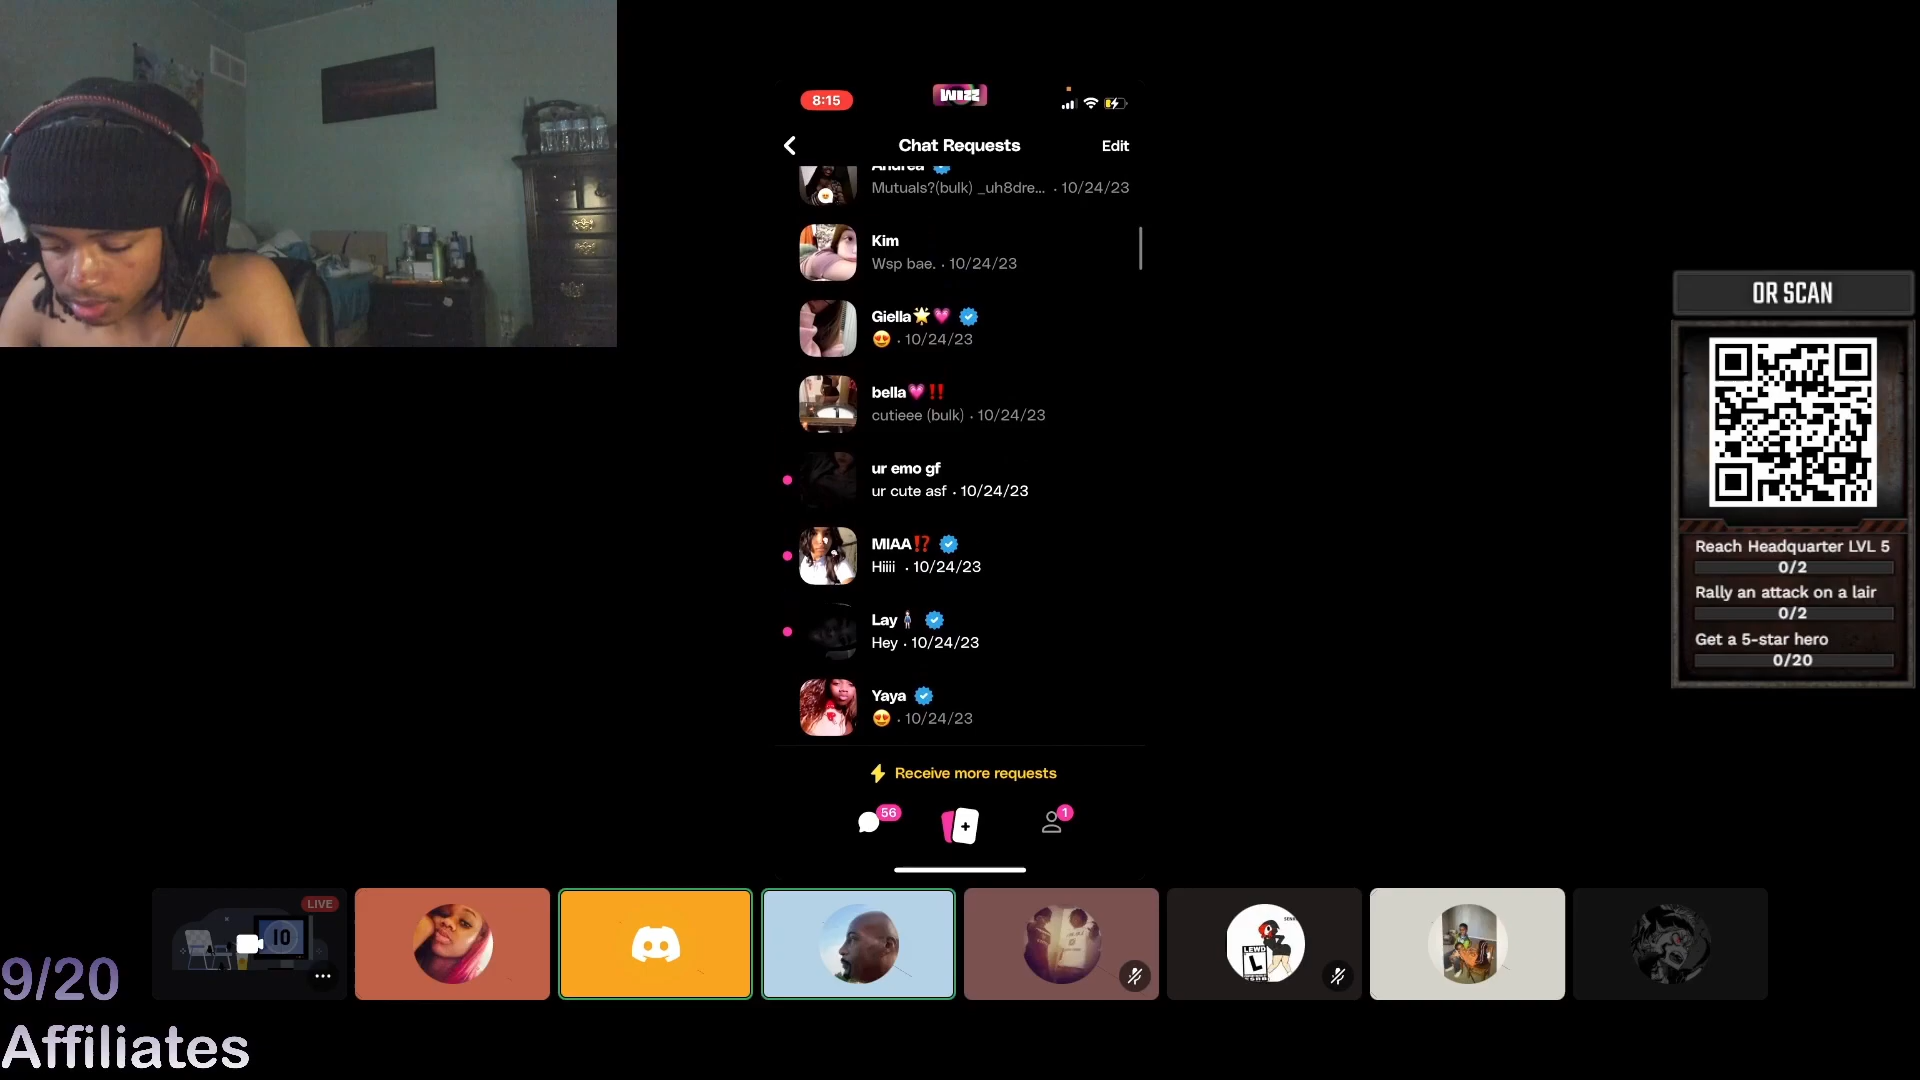 8:15
WIZZ
Chat Requests
Edit
Andrea
Mutuals?(bulk) _uh8dre... · 10/24/23
Kim
Wsp bae. · 10/24/23
Giella🌟💗
😍 · 10/24/23
bella💗‼️
cutieee (bulk) · 10/24/23
ur emo gf
ur cute asf · 10/24/23
MIAA⁉️
Hiiii · 10/24/23
Lay🧍🏽‍♀️
Hey · 10/24/23
Yaya
😍 · 10/24/23
Receive more requests
56
1
OR SCAN
Reach Headquarter LVL 5
0/2
Rally an attack on a lair
0/2
Get a 5-star hero
0/20
LIVE
10
LEWD
L
9/20
Affiliates